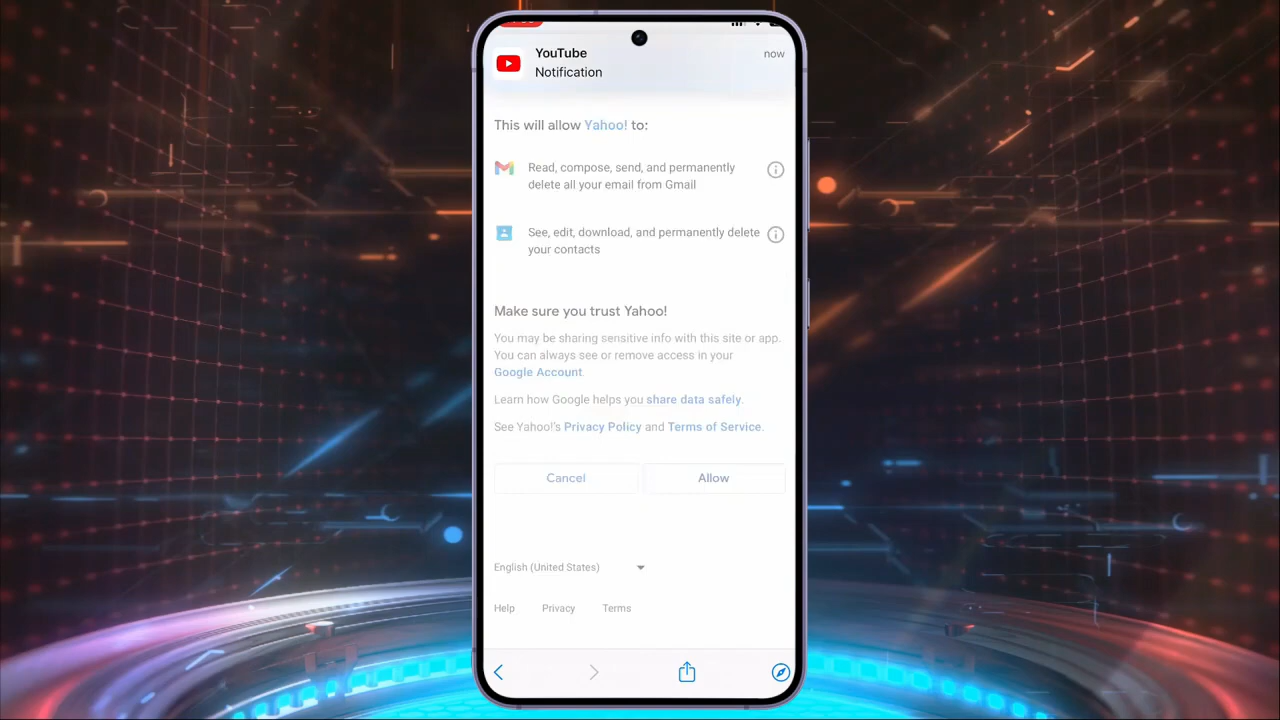 YouTube
now
Notification
This will allow Yahoo! to:
Read, compose, send, and permanently
delete all your email from Gmail
See, edit, download, and permanently delete
your contacts
Make sure you trust Yahoo!
You may be sharing sensitive info with this site or app.
You can always see or remove access in your
Google Account.
Learn how Google helps you share data safely.
See Yahoo!'s Privacy Policy and Terms of Service.
Cancel
Allow
English (United States)
Help
Privacy
Terms